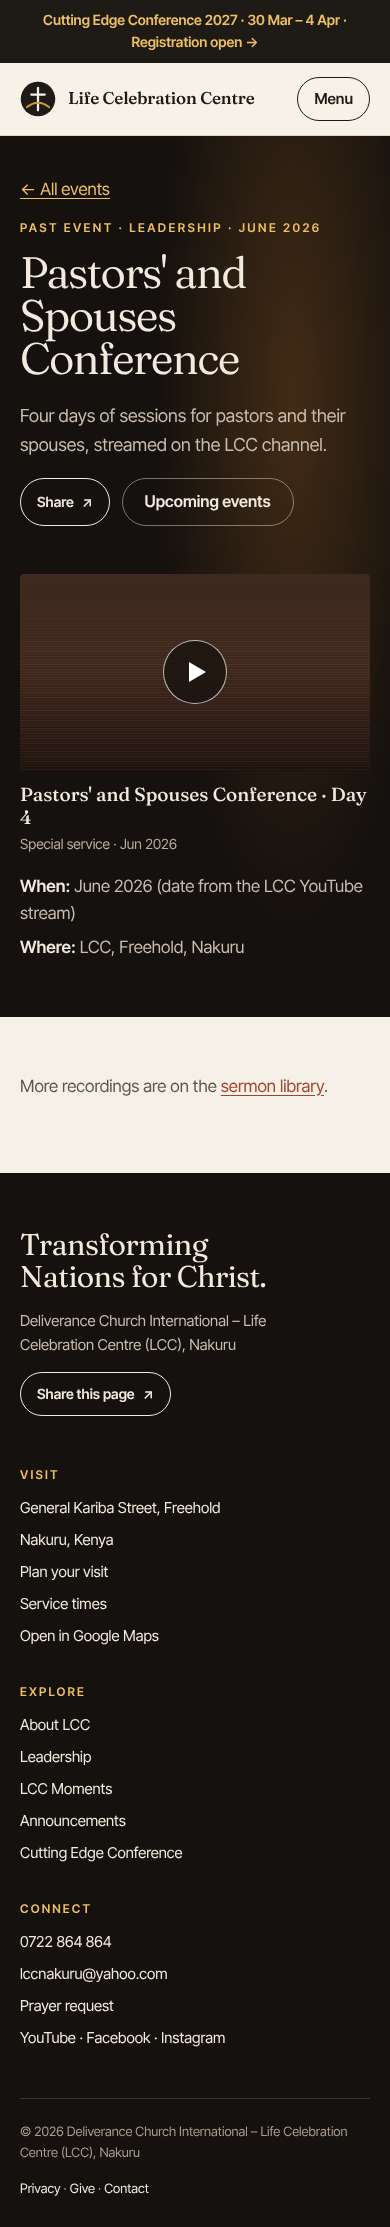 Cutting Edge Conference 2027 · 30 Mar – 4 Apr ·
Registration open →
Life Celebration Centre
Menu
← All events
PAST EVENT · LEADERSHIP · JUNE 2026
Pastors' and
Spouses
Conference
Four days of sessions for pastors and their
spouses, streamed on the LCC channel.
Share ↗
Upcoming events
Pastors' and Spouses Conference · Day
4
Special service · Jun 2026
When: June 2026 (date from the LCC YouTube
stream)
Where: LCC, Freehold, Nakuru
More recordings are on the sermon library.
Transforming
Nations for Christ.
Deliverance Church International – Life
Celebration Centre (LCC), Nakuru
Share this page ↗
VISIT
General Kariba Street, Freehold
Nakuru, Kenya
Plan your visit
Service times
Open in Google Maps
EXPLORE
About LCC
Leadership
LCC Moments
Announcements
Cutting Edge Conference
CONNECT
0722 864 864
lccnakuru@yahoo.com
Prayer request
YouTube · Facebook · Instagram
© 2026 Deliverance Church International – Life Celebration
Centre (LCC), Nakuru
Privacy · Give · Contact